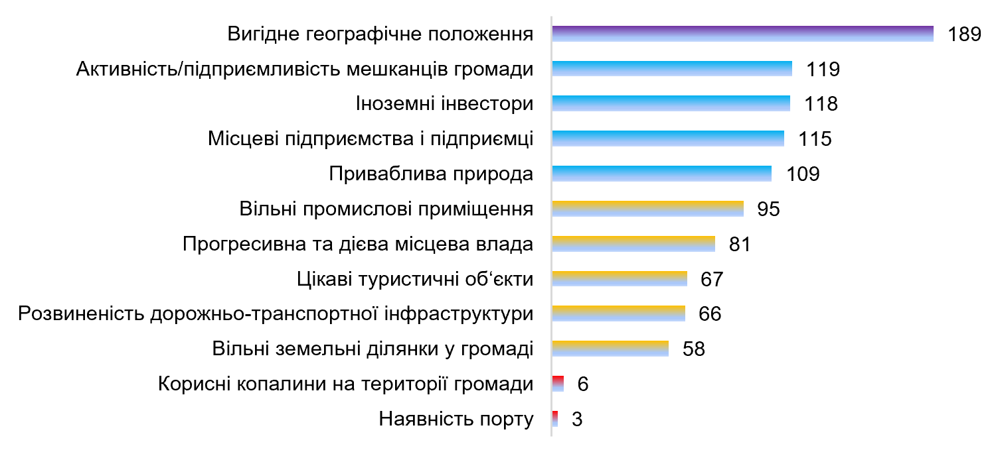 Вигідне географічне положення 189
Активність/підприємливість мешканців громади 119
Іноземні інвестори 118
Місцеві підприємства і підприємці 115
Приваблива природа 109
Вільні промислові приміщення 95
Прогресивна та дієва місцева влада 81
Цікаві туристичні об‘єкти 67
Розвиненість дорожньо-транспортної інфраструктури 66
Вільні земельні ділянки у громаді 58
Корисні копалини на території громади 6
Наявність порту 3